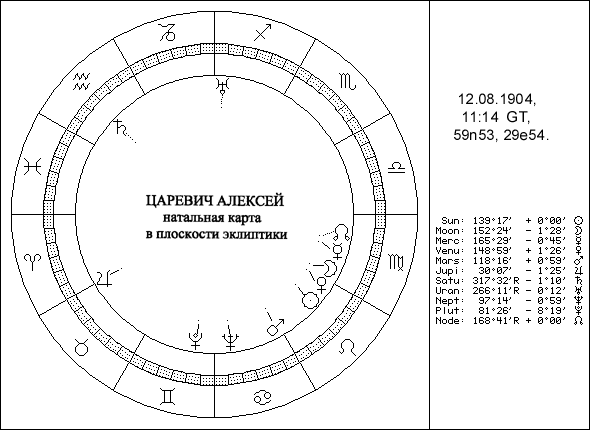 ЦАРЕВИЧ АЛЕКСЕЙ
натальная карта
в плоскости эклиптики
12.08.1904,
11:14 GT,
59n53, 29e54.
Sun: 139°17' + 0°00' ☉
Moon: 152°24' - 1°28' ☽
Merc: 165°29' - 0°45' ☿
Venu: 148°59' + 1°26' ♀
Mars: 118°16' + 0°59' ♂
Jupi: 30°07' - 1°25' ♃
Satu: 317°32'R - 1°10' ♄
Uran: 266°11'R - 0°12' ♅
Nept: 97°14' - 0°59' ♆
Plut: 81°26' - 8°19' ♆
Node: 168°41'R + 0°00' ☊